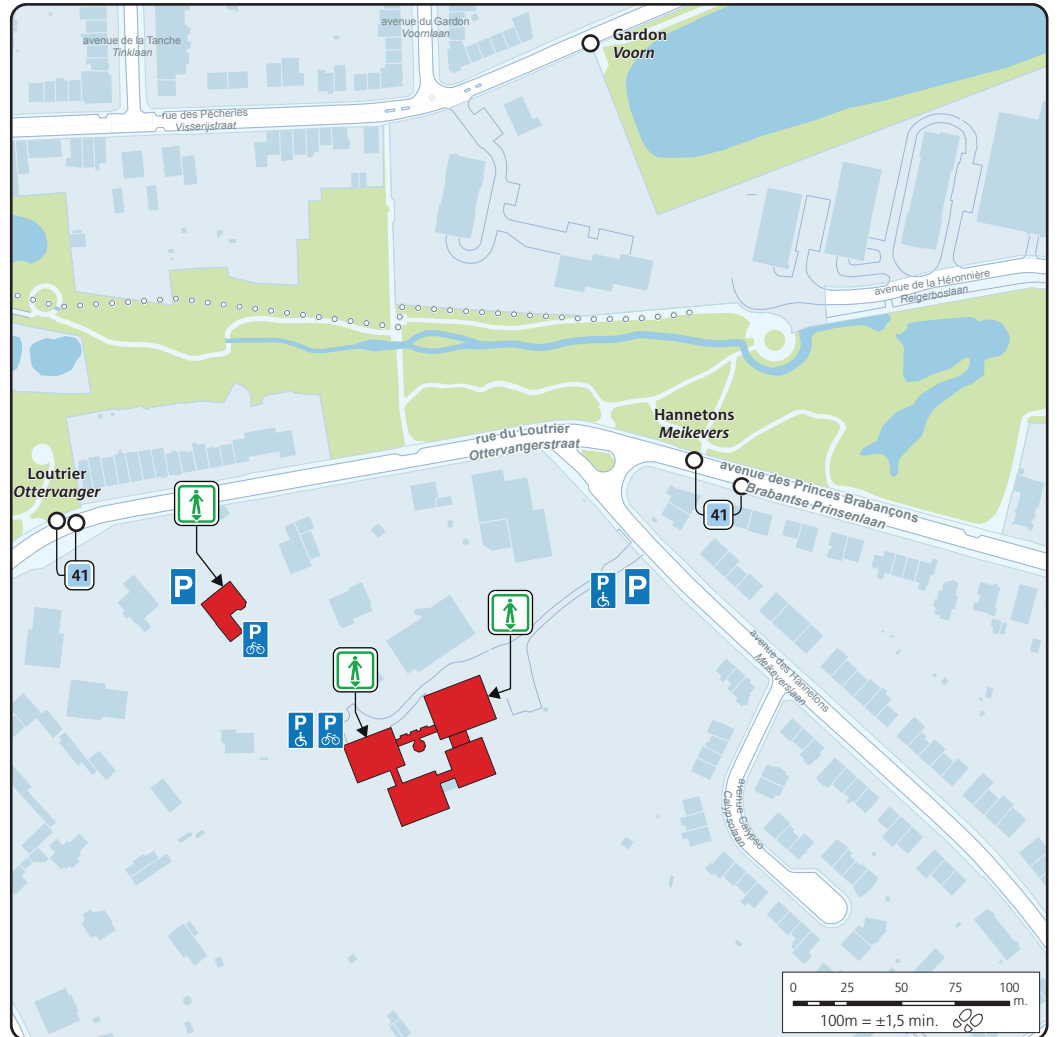 avenue du Gardon
Voornlaan
avenue de la Tanche
Tinklaan
Gardon
Voorn
rue des Pêcheries
Visserijstraat
avenue de la Héronnière
Reigerboslaan
Hannetons
Meikevers
rue du Loutrier
Ottervangerstraat
Loutrier
Ottervanger
avenue des Princes Brabançons
Brabantse Prinsenlaan
41
41
P
P
P
P
P
P
avenue des Hannetons
Meikeverslaan
avenue Calypso
Calypsolaan
0 25 50 75 100
m.
100m = ±1,5 min.